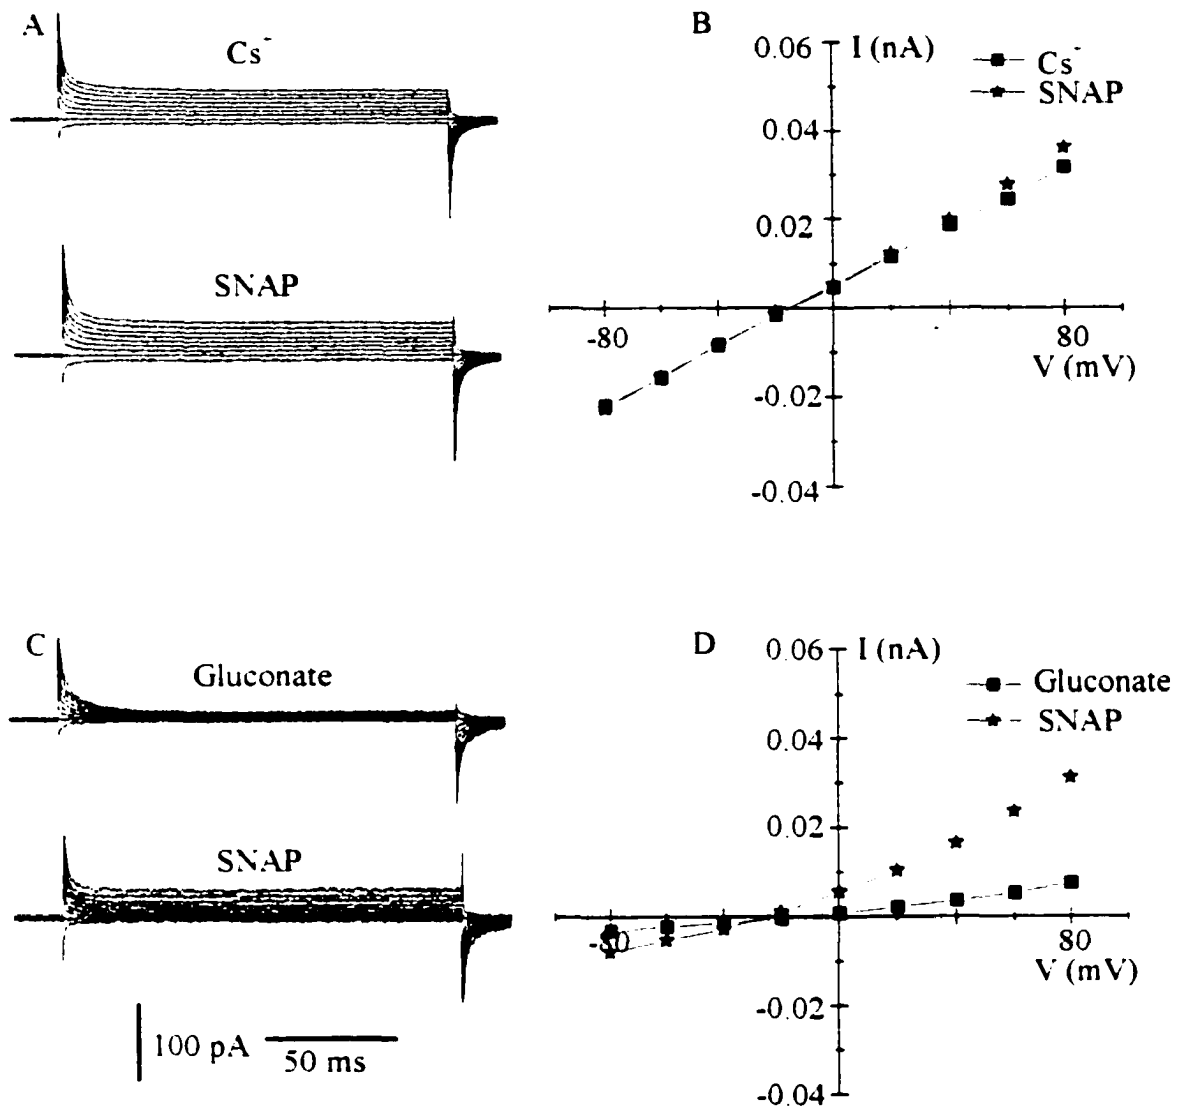 A
Cs⁻
SNAP
B
I (nA)
0.06
0.04
0.02
-0.02
-0.04
-80
80
V (mV)
Cs⁻
SNAP
C
Gluconate
SNAP
100 pA
50 ms
D
I (nA)
0.06
0.04
0.02
-0.02
-0.04
-80
80
V (mV)
Gluconate
SNAP